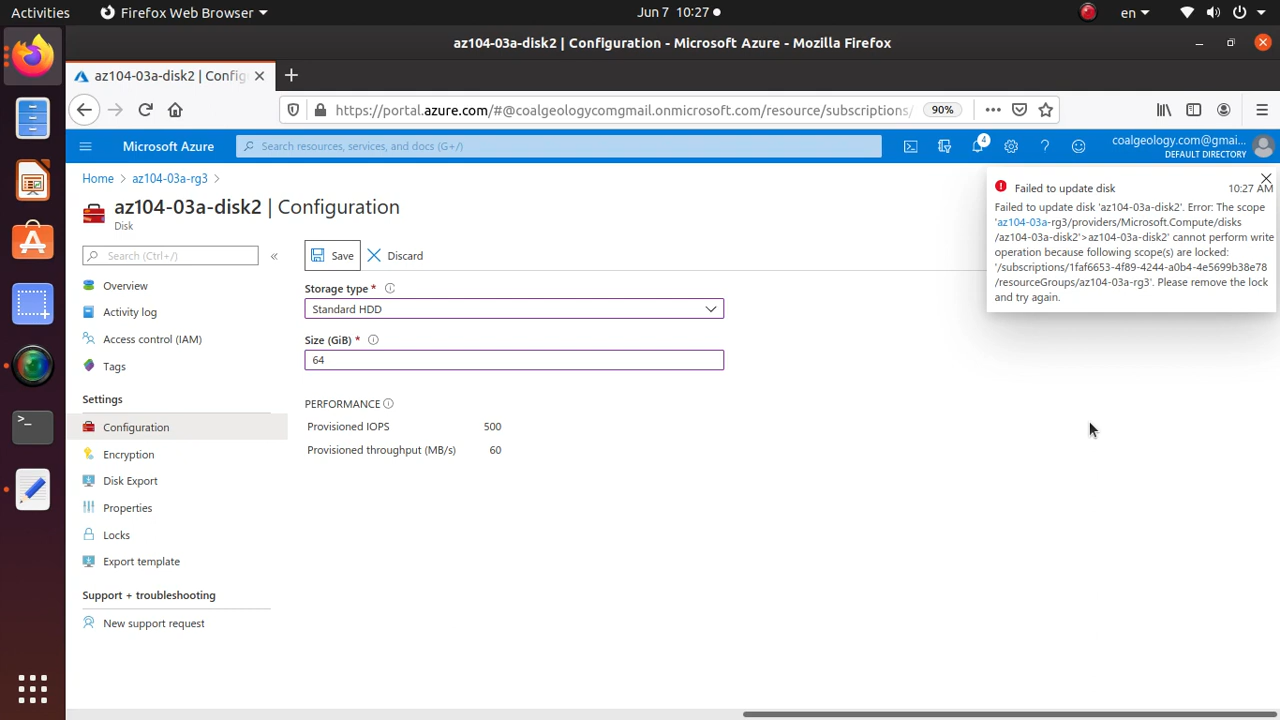 Activities
Firefox Web Browser
Jun 7 10:27
en
az104-03a-disk2 | Configuration - Microsoft Azure - Mozilla Firefox
az104-03a-disk2 | Config
https://portal.azure.com/#@coalgeologycomgmail.onmicrosoft.com/resource/subscriptions/
90%
Microsoft Azure
Search resources, services, and docs (G+/)
4
coalgeology.com@gmai...
DEFAULT DIRECTORY
Home > az104-03a-rg3 >
az104-03a-disk2 | Configuration
Disk
Search (Ctrl+/)
Overview
Activity log
Access control (IAM)
Tags
Settings
Configuration
Encryption
Disk Export
Properties
Locks
Export template
Support + troubleshooting
New support request
Save
Discard
Storage type *
Standard HDD
Size (GiB) *
64
PERFORMANCE
Provisioned IOPS 500
Provisioned throughput (MB/s) 60
Failed to update disk 10:27 AM
Failed to update disk 'az104-03a-disk2'. Error: The scope
'az104-03a-rg3/providers/Microsoft.Compute/disks
/az104-03a-disk2'>az104-03a-disk2' cannot perform write
operation because following scope(s) are locked:
'/subscriptions/1faf6653-4f89-4244-a0b4-4e5699b38e78
/resourceGroups/az104-03a-rg3'. Please remove the lock
and try again.